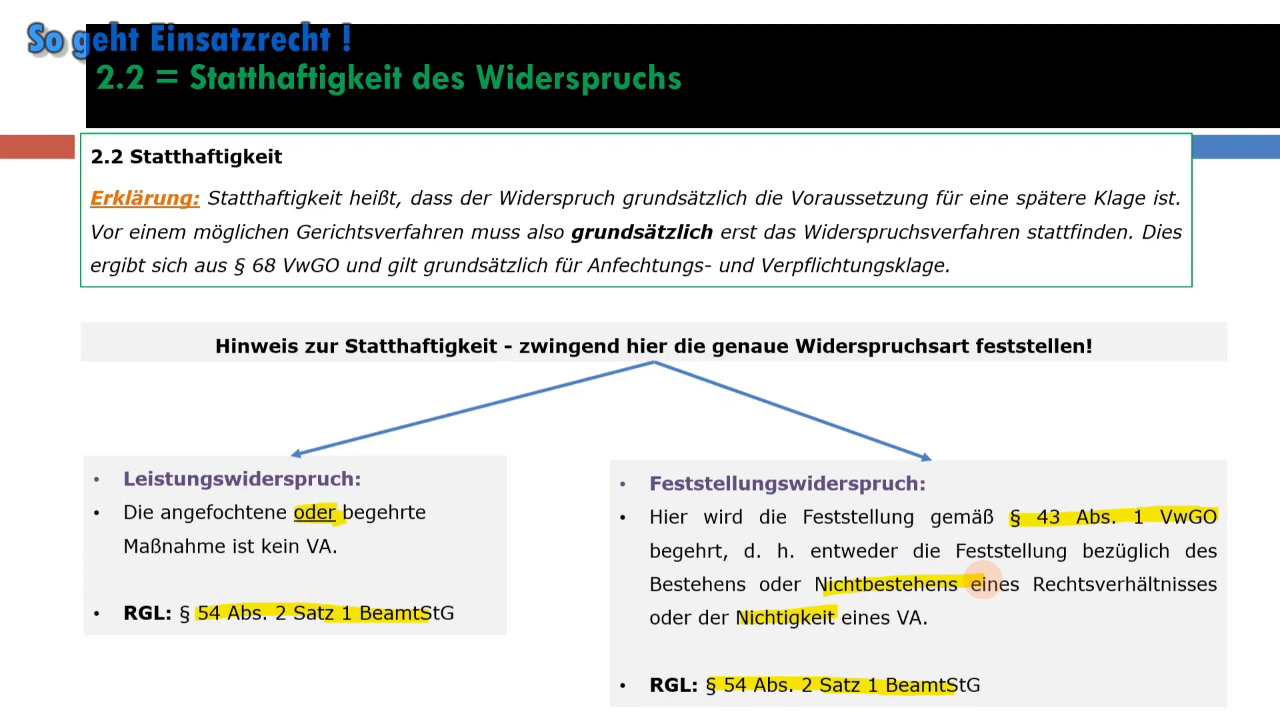 So geht Einsatzrecht !
2.2 = Statthaftigkeit des Widerspruchs
2.2 Statthaftigkeit
Erklärung: Statthaftigkeit heißt, dass der Widerspruch grundsätzlich die Voraussetzung für eine spätere Klage ist.
Vor einem möglichen Gerichtsverfahren muss also grundsätzlich erst das Widerspruchsverfahren stattfinden. Dies
ergibt sich aus § 68 VwGO und gilt grundsätzlich für Anfechtungs- und Verpflichtungsklage.
Hinweis zur Statthaftigkeit - zwingend hier die genaue Widerspruchsart feststellen!
• Leistungswiderspruch:
• Die angefochtene oder begehrte
Maßnahme ist kein VA.
• RGL: § 54 Abs. 2 Satz 1 BeamtStG
• Feststellungswiderspruch:
• Hier wird die Feststellung gemäß § 43 Abs. 1 VwGO
begehrt, d. h. entweder die Feststellung bezüglich des
Bestehens oder Nichtbestehens eines Rechtsverhältnisses
oder der Nichtigkeit eines VA.
• RGL: § 54 Abs. 2 Satz 1 BeamtStG